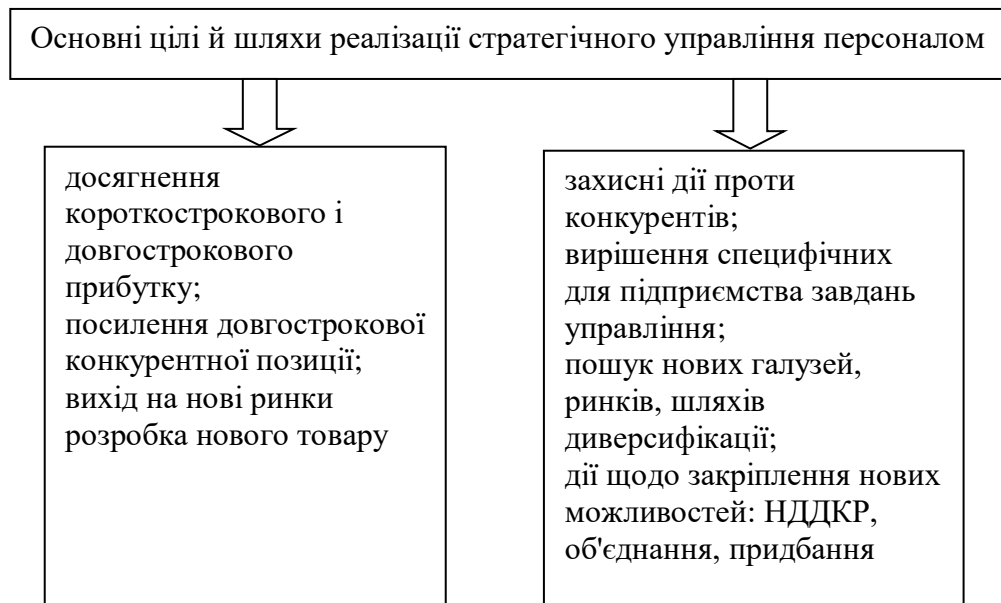 Основні цілі й шляхи реалізації стратегічного управління персоналом
досягнення
короткострокового і
довгострокового
прибутку;
посилення довгострокової
конкурентної позиції;
вихід на нові ринки
розробка нового товару
захисні дії проти
конкурентів;
вирішення специфічних
для підприємства завдань
управління;
пошук нових галузей,
ринків, шляхів
диверсифікації;
дії щодо закріплення нових
можливостей: НДДКР,
об'єднання, придбання